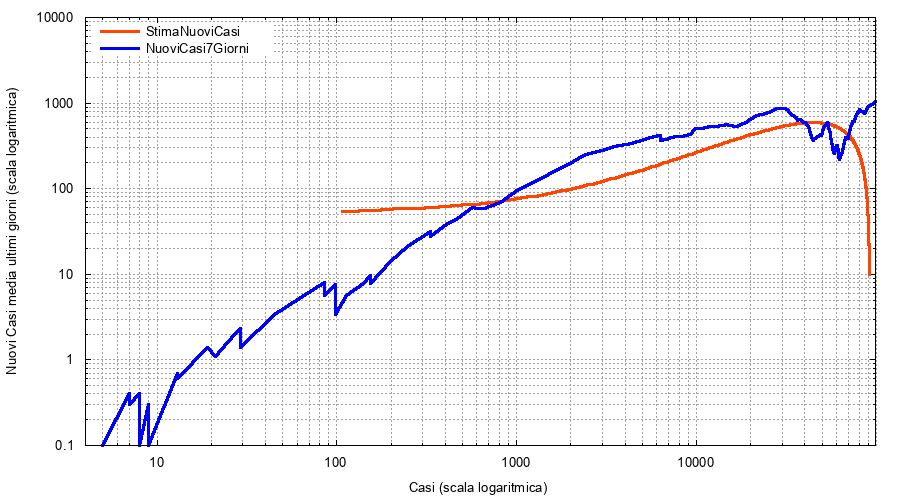 StimaNuoviCasi
NuoviCasi7Giorni
Nuovi Casi media ultimi giorni (scala logaritmica)
10000
1000
100
10
1
0.1
10 100 1000 10000
Casi (scala logaritmica)